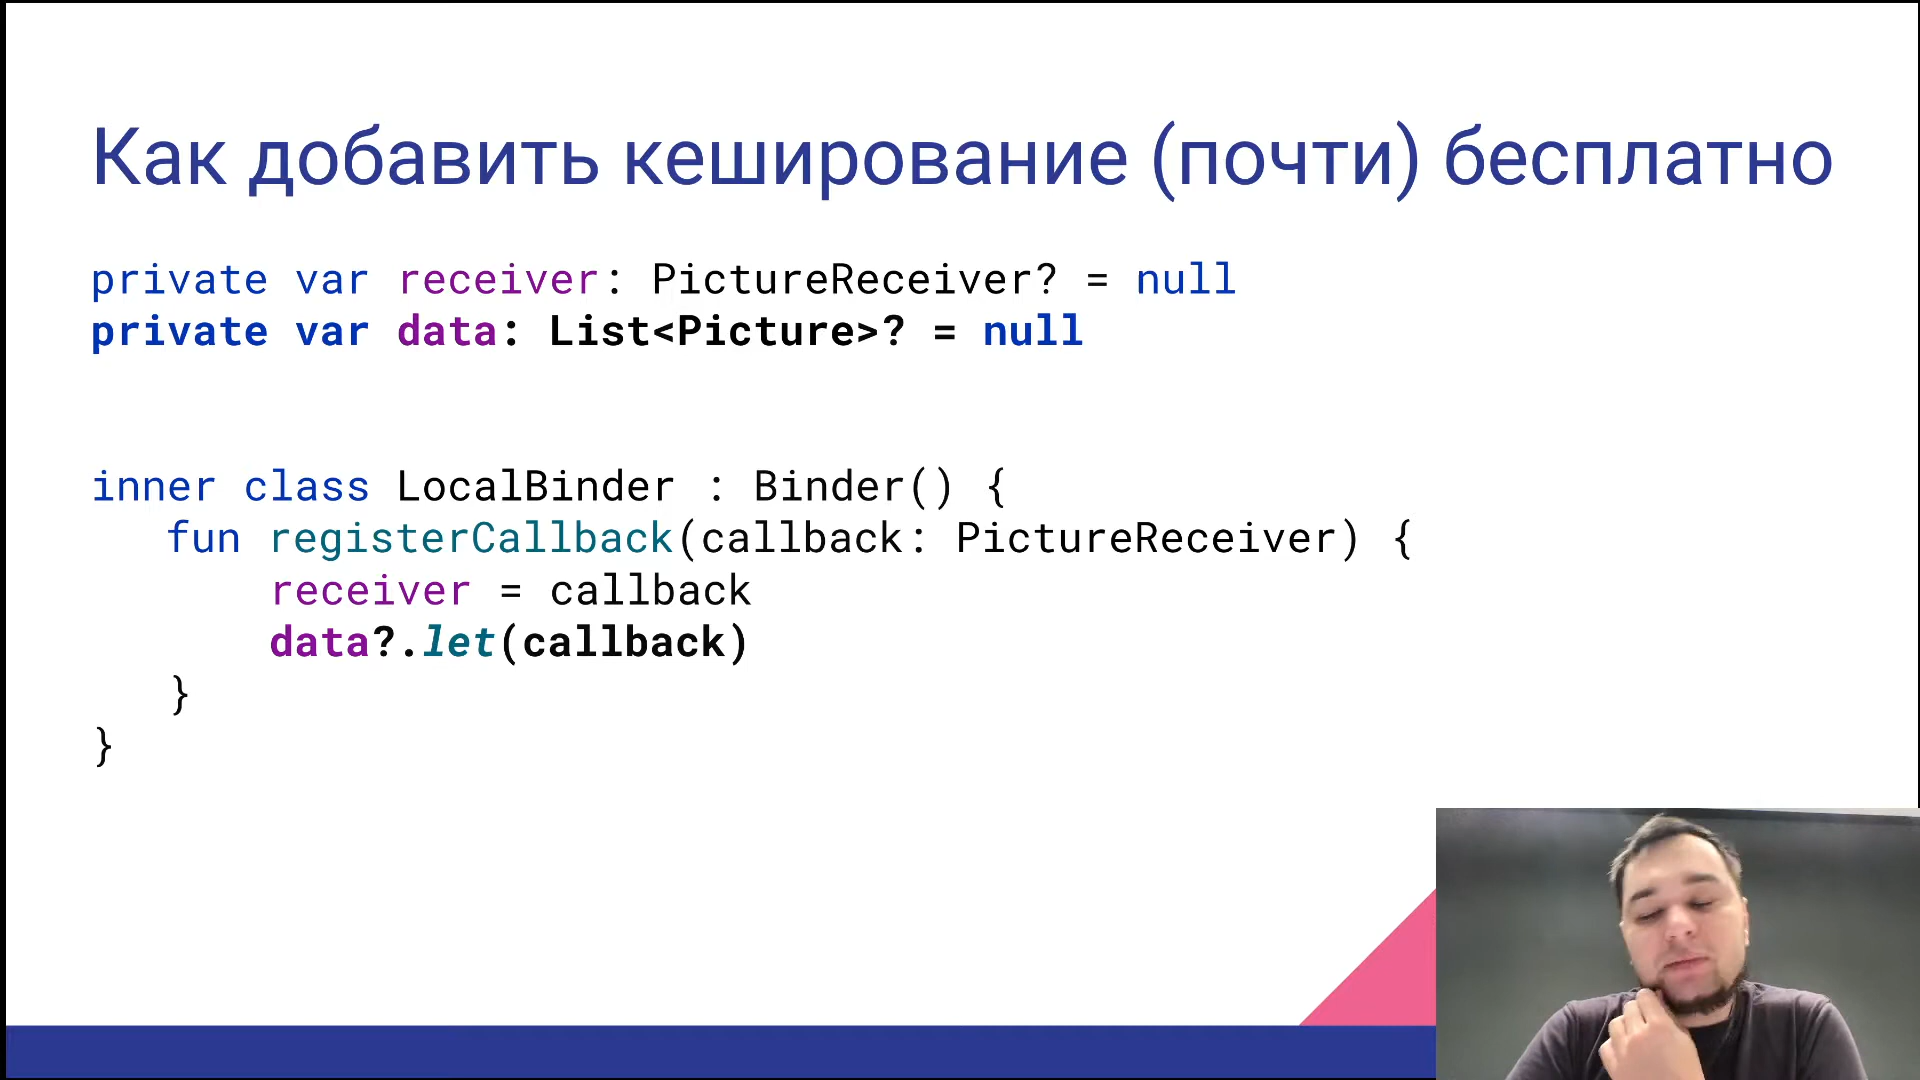 Как добавить кеширование (почти) бесплатно
private var receiver: PictureReceiver? = null
private var data: List<Picture>? = null
inner class LocalBinder : Binder() {
fun registerCallback(callback: PictureReceiver) {
receiver = callback
data?.let(callback)
}
}